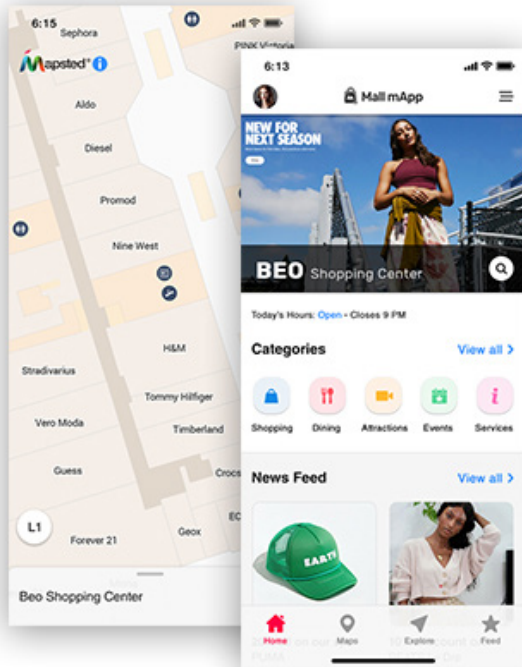 6:15
Sephora
PINK Victoria
Mapsted®
Aldo
Diesel
Promod
Nine West
H&M
Stradivarius
Tommy Hilfiger
Vero Moda
Timberland
Guess
Crocs
L1
EC
Geox
Forever 21
Beo Shopping Center
6:13
Mall mApp
NEW FOR
NEXT SEASON
BEO Shopping Center
Today's Hours: Open • Closes 9 PM
Categories View all >
Shopping Dining Attractions Events Services
News Feed View all >
EARTH
Home Maps Explore Feed